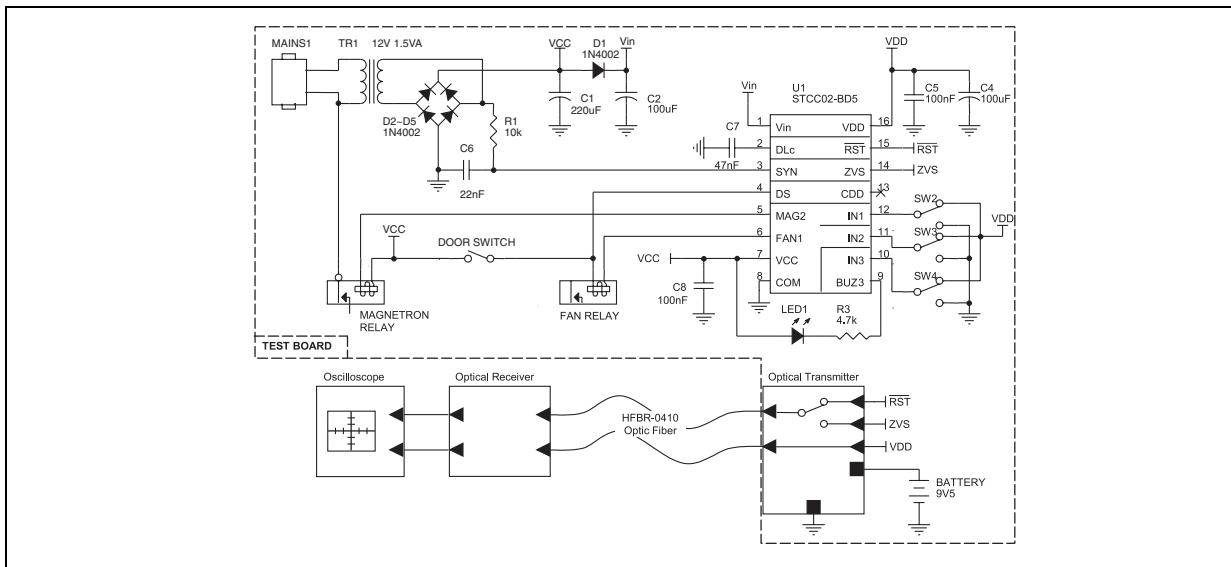 MAINS1
TR1
12V 1.5VA
D2~D5
1N4002
C6
22nF
R1
10k
VCC
C1
220uF
D1
1N4002
Vin
C2
100uF
C7
47nF
Vin
U1
STCC02-BD5
1 Vin VDD 16
2 DLc RST 15 RST
3 SYN ZVS 14 ZVS
4 DS CDD 13
5 MAG2 IN1 12
6 FAN1 IN2 11
7 VCC IN3 10
8 COM BUZ3 9
VDD
C5
100nF
C4
100uF
SW2
SW3
SW4
VDD
VCC
DOOR SWITCH
VCC
C8
100nF
LED1
R3
4.7k
MAGNETRON
RELAY
FAN RELAY
TEST BOARD
Oscilloscope
Optical Receiver
HFBR-0410
Optic Fiber
Optical Transmitter
RST
ZVS
VDD
BATTERY
9V5